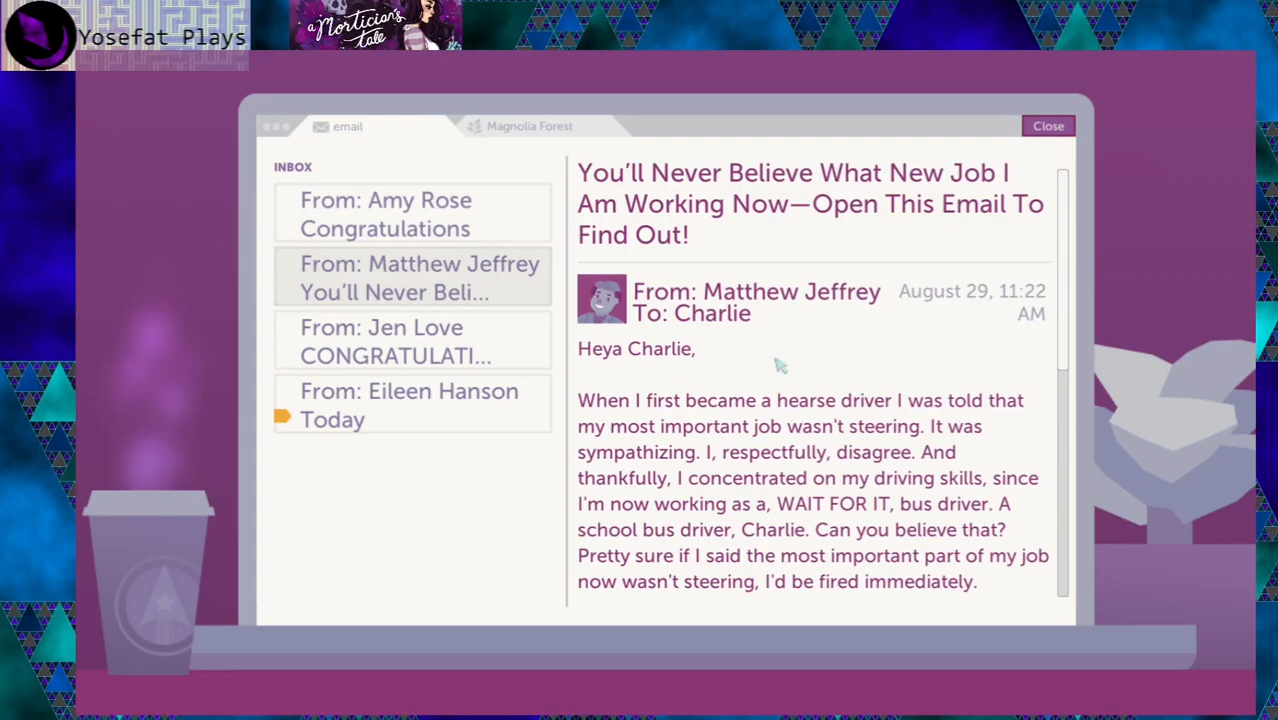 Yosefat Plays
a Mortician's
tale
email
Magnolia Forest
Close
INBOX
From: Amy Rose
Congratulations
From: Matthew Jeffrey
You’ll Never Beli...
From: Jen Love
CONGRATULATI...
From: Eileen Hanson
Today
You’ll Never Believe What New Job I
Am Working Now—Open This Email To
Find Out!
From: Matthew Jeffrey
To: Charlie
August 29, 11:22
AM
Heya Charlie,
When I first became a hearse driver I was told that
my most important job wasn't steering. It was
sympathizing. I, respectfully, disagree. And
thankfully, I concentrated on my driving skills, since
I'm now working as a, WAIT FOR IT, bus driver. A
school bus driver, Charlie. Can you believe that?
Pretty sure if I said the most important part of my job
now wasn't steering, I'd be fired immediately.